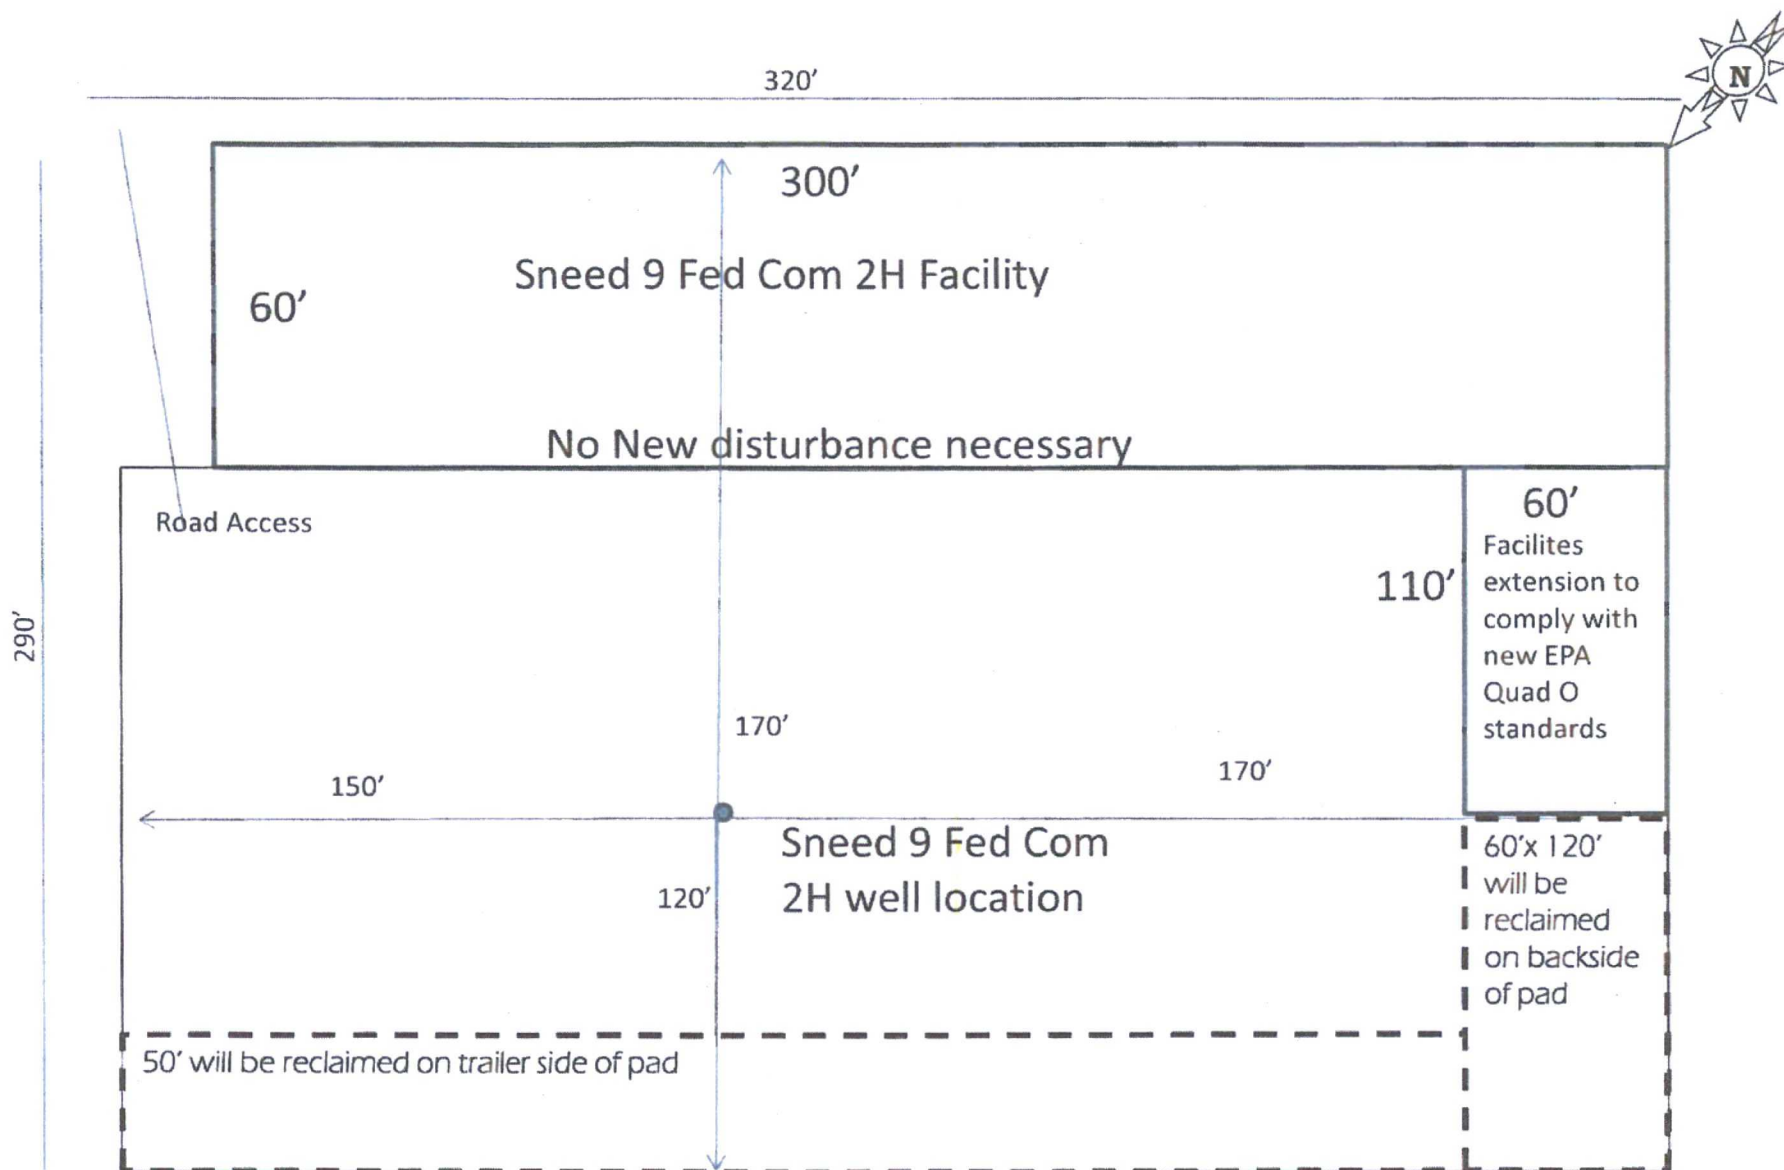 N
320'
300'
Sneed 9 Fed Com 2H Facility
60'
No New disturbance necessary
Road Access
60'
Facilites
extension to
comply with
new EPA
Quad O
standards
110'
290'
170'
150'
170'
Sneed 9 Fed Com
2H well location
120'
60'x 120'
will be
reclaimed
on backside
of pad
50' will be reclaimed on trailer side of pad